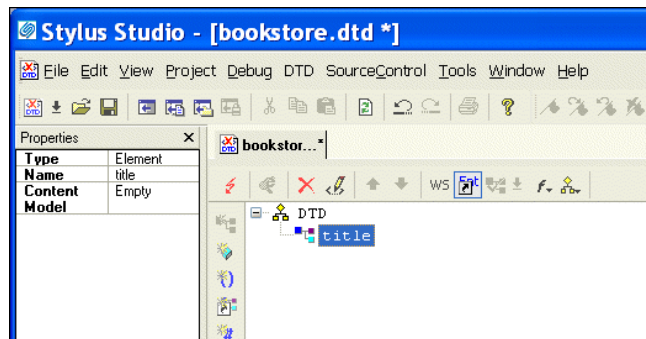 Stylus Studio - [bookstore.dtd *]
File Edit View Project Debug DTD SourceControl Tools Window Help
Properties
bookstor...*
Type Element
Name title
Content Model Empty
WS Ent
DTD
title